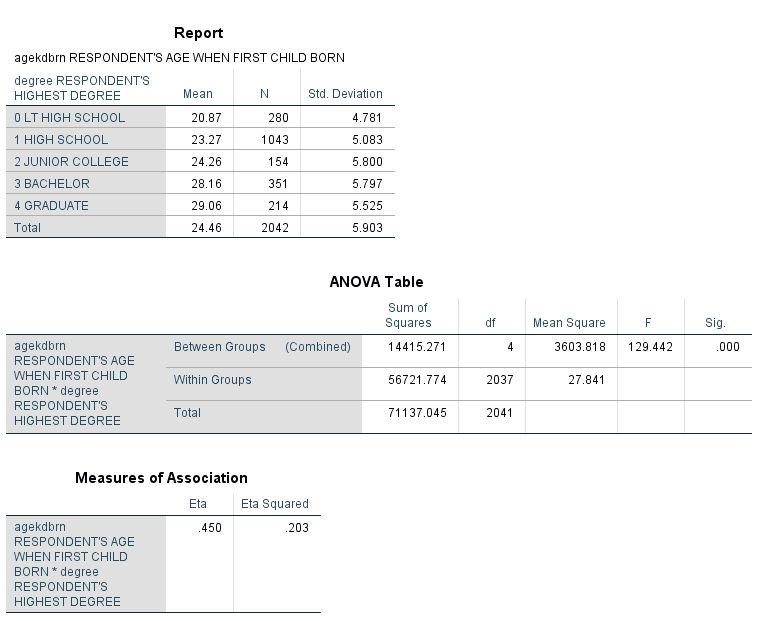 Report
agekdbrn RESPONDENT'S AGE WHEN FIRST CHILD BORN
degree RESPONDENT'S
HIGHEST DEGREE Mean N Std. Deviation
0 LT HIGH SCHOOL 20.87 280 4.781
1 HIGH SCHOOL 23.27 1043 5.083
2 JUNIOR COLLEGE 24.26 154 5.800
3 BACHELOR 28.16 351 5.797
4 GRADUATE 29.06 214 5.525
Total 24.46 2042 5.903
ANOVA Table
Sum of
Squares df Mean Square F Sig.
agekdbrn
RESPONDENT'S AGE
WHEN FIRST CHILD
BORN * degree
RESPONDENT'S
HIGHEST DEGREE
Between Groups (Combined) 14415.271 4 3603.818 129.442 .000
Within Groups 56721.774 2037 27.841
Total 71137.045 2041
Measures of Association
Eta Eta Squared
agekdbrn
RESPONDENT'S AGE
WHEN FIRST CHILD
BORN * degree
RESPONDENT'S
HIGHEST DEGREE
.450 .203